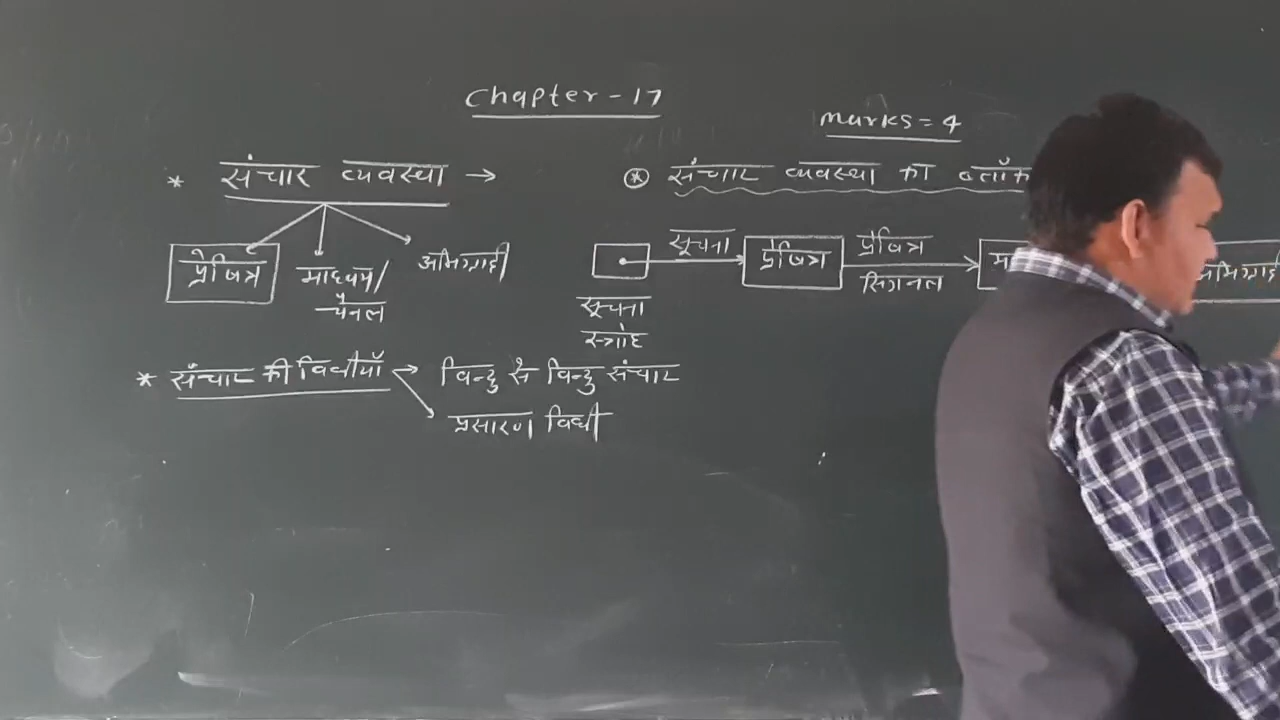 Chapter-17
marks = 4
* संचार व्यवस्था →
प्रेषित्र
माध्यम/
चैनल
अभिग्राही
* संचार की विधीयाँ → बिन्दु से बिन्दु संचार
प्रसारण विधी
* संचार व्यवस्था का
सूचना
स्त्रोत
सूचना
प्रेषित्र
प्रेषित्र
सिग्नल